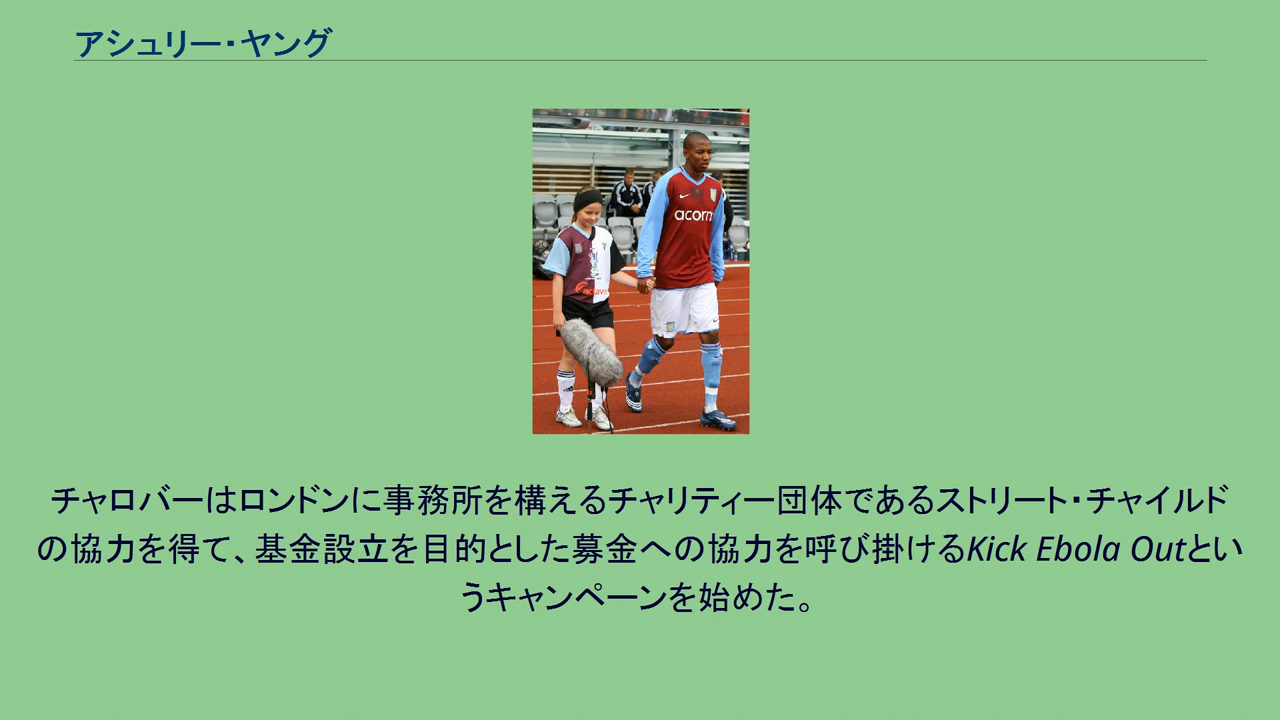 アシュリー・ヤング
acorn
チャロバーはロンドンに事務所を構えるチャリティー団体であるストリート・チャイルド
の協力を得て、基金設立を目的とした募金への協力を呼び掛けるKick Ebola Outとい
うキャンペーンを始めた。